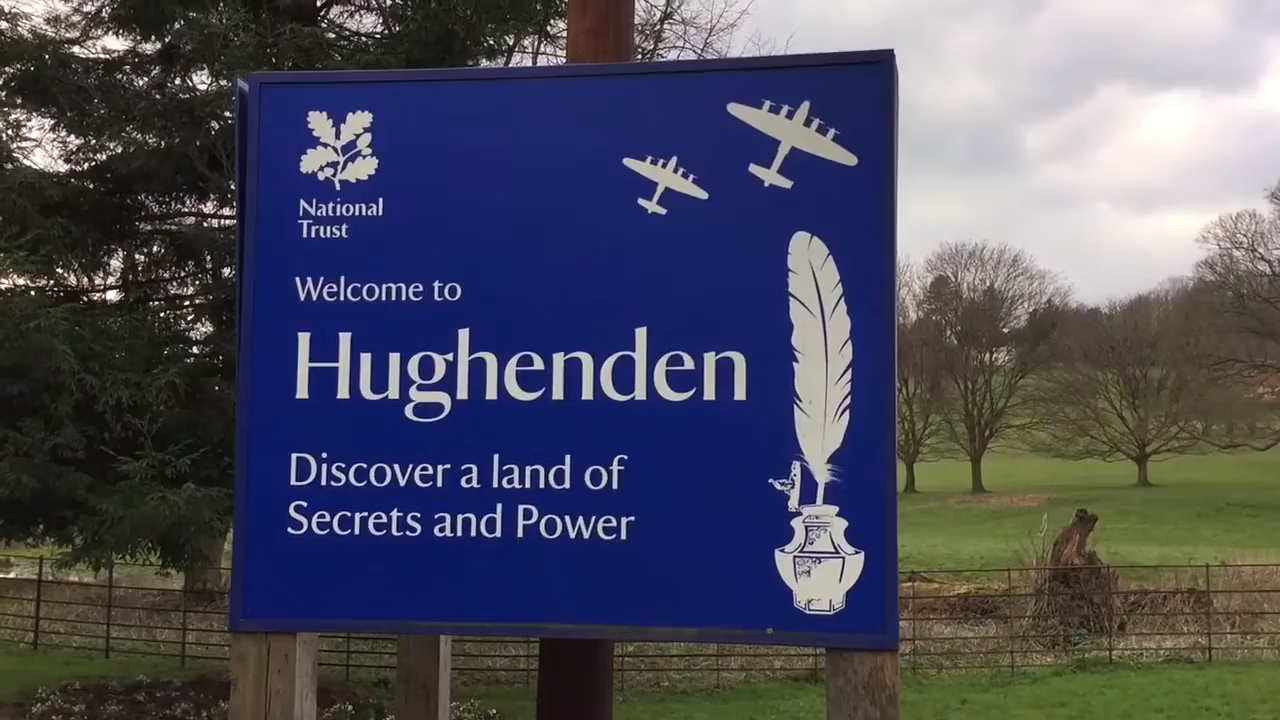 National
Trust
Welcome to
Hughenden
Discover a land of
Secrets and Power